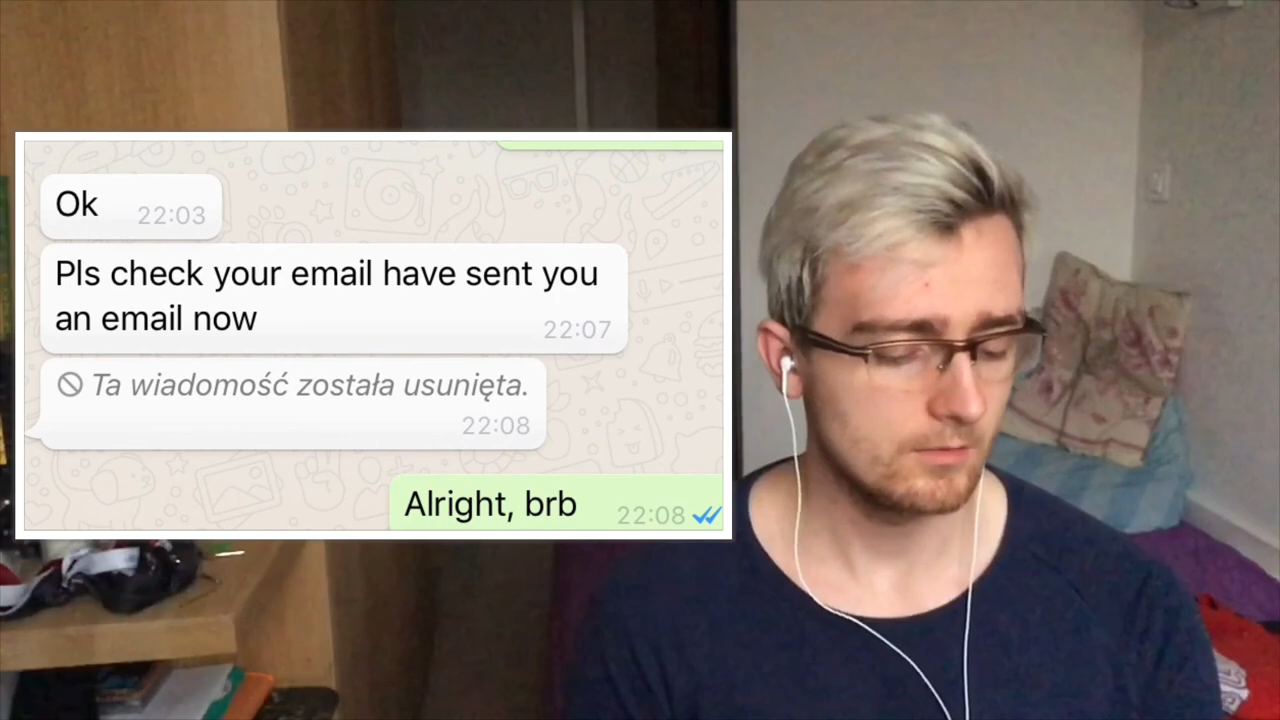 Ok
22:03
Pls check your email have sent you
an email now
22:07
Ta wiadomość została usunięta.
22:08
Alright, brb
22:08